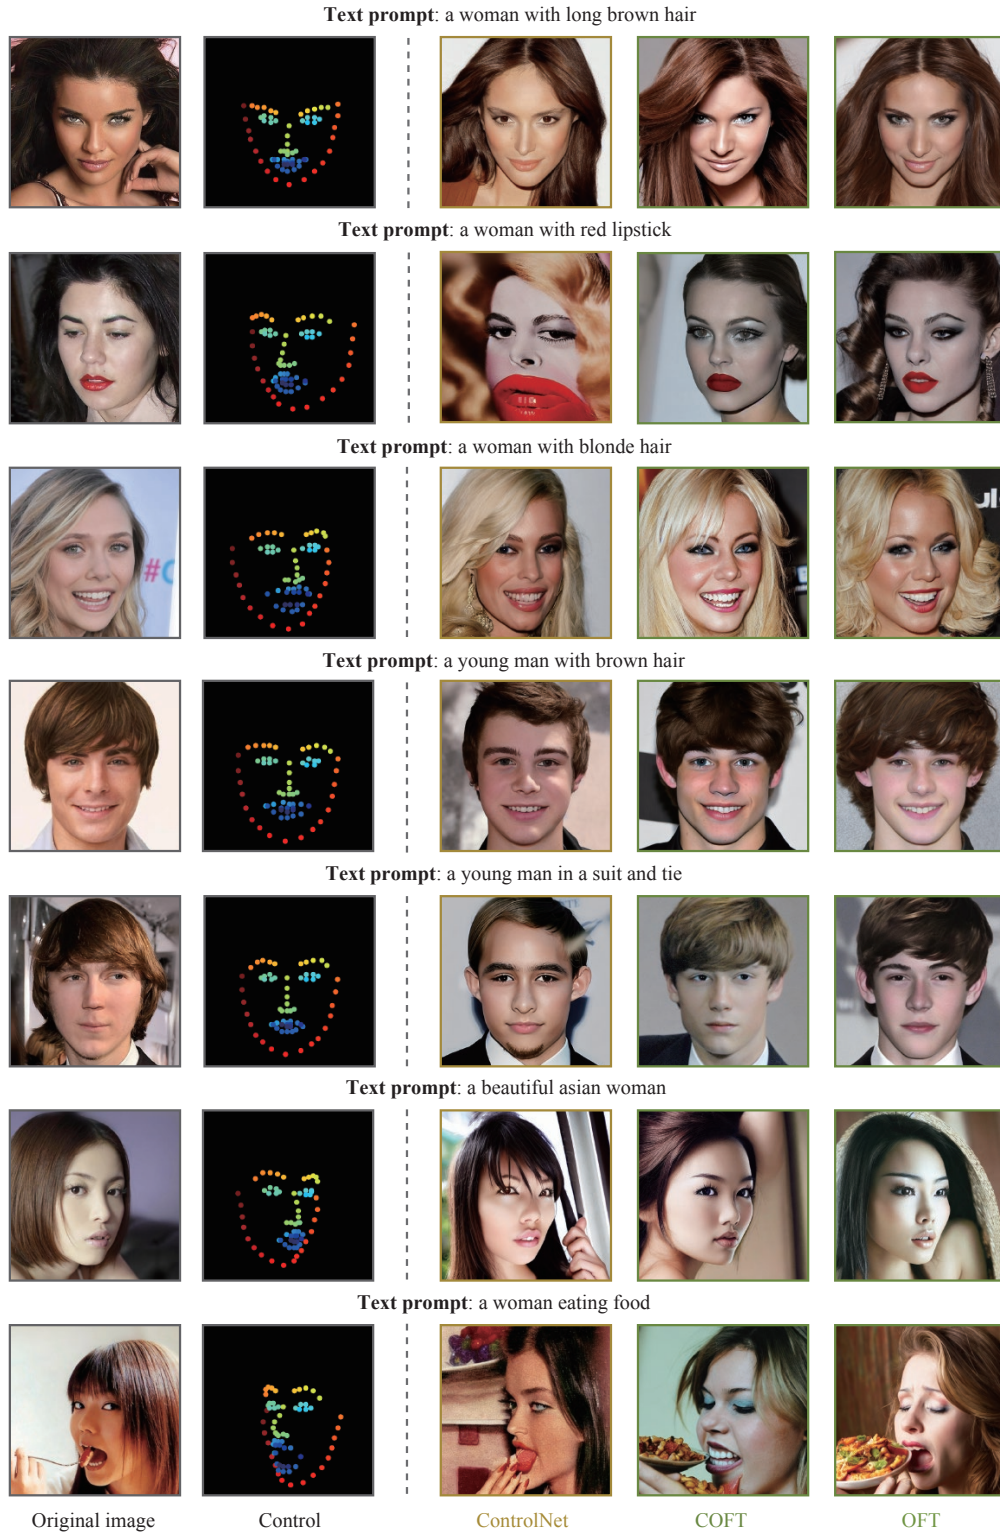 Text prompt: a woman with long brown hair
Text prompt: a woman with red lipstick
Text prompt: a woman with blonde hair
#C
ul
Text prompt: a young man with brown hair
Text prompt: a young man in a suit and tie
Text prompt: a beautiful asian woman
Text prompt: a woman eating food
Original image Control ControlNet COFT OFT